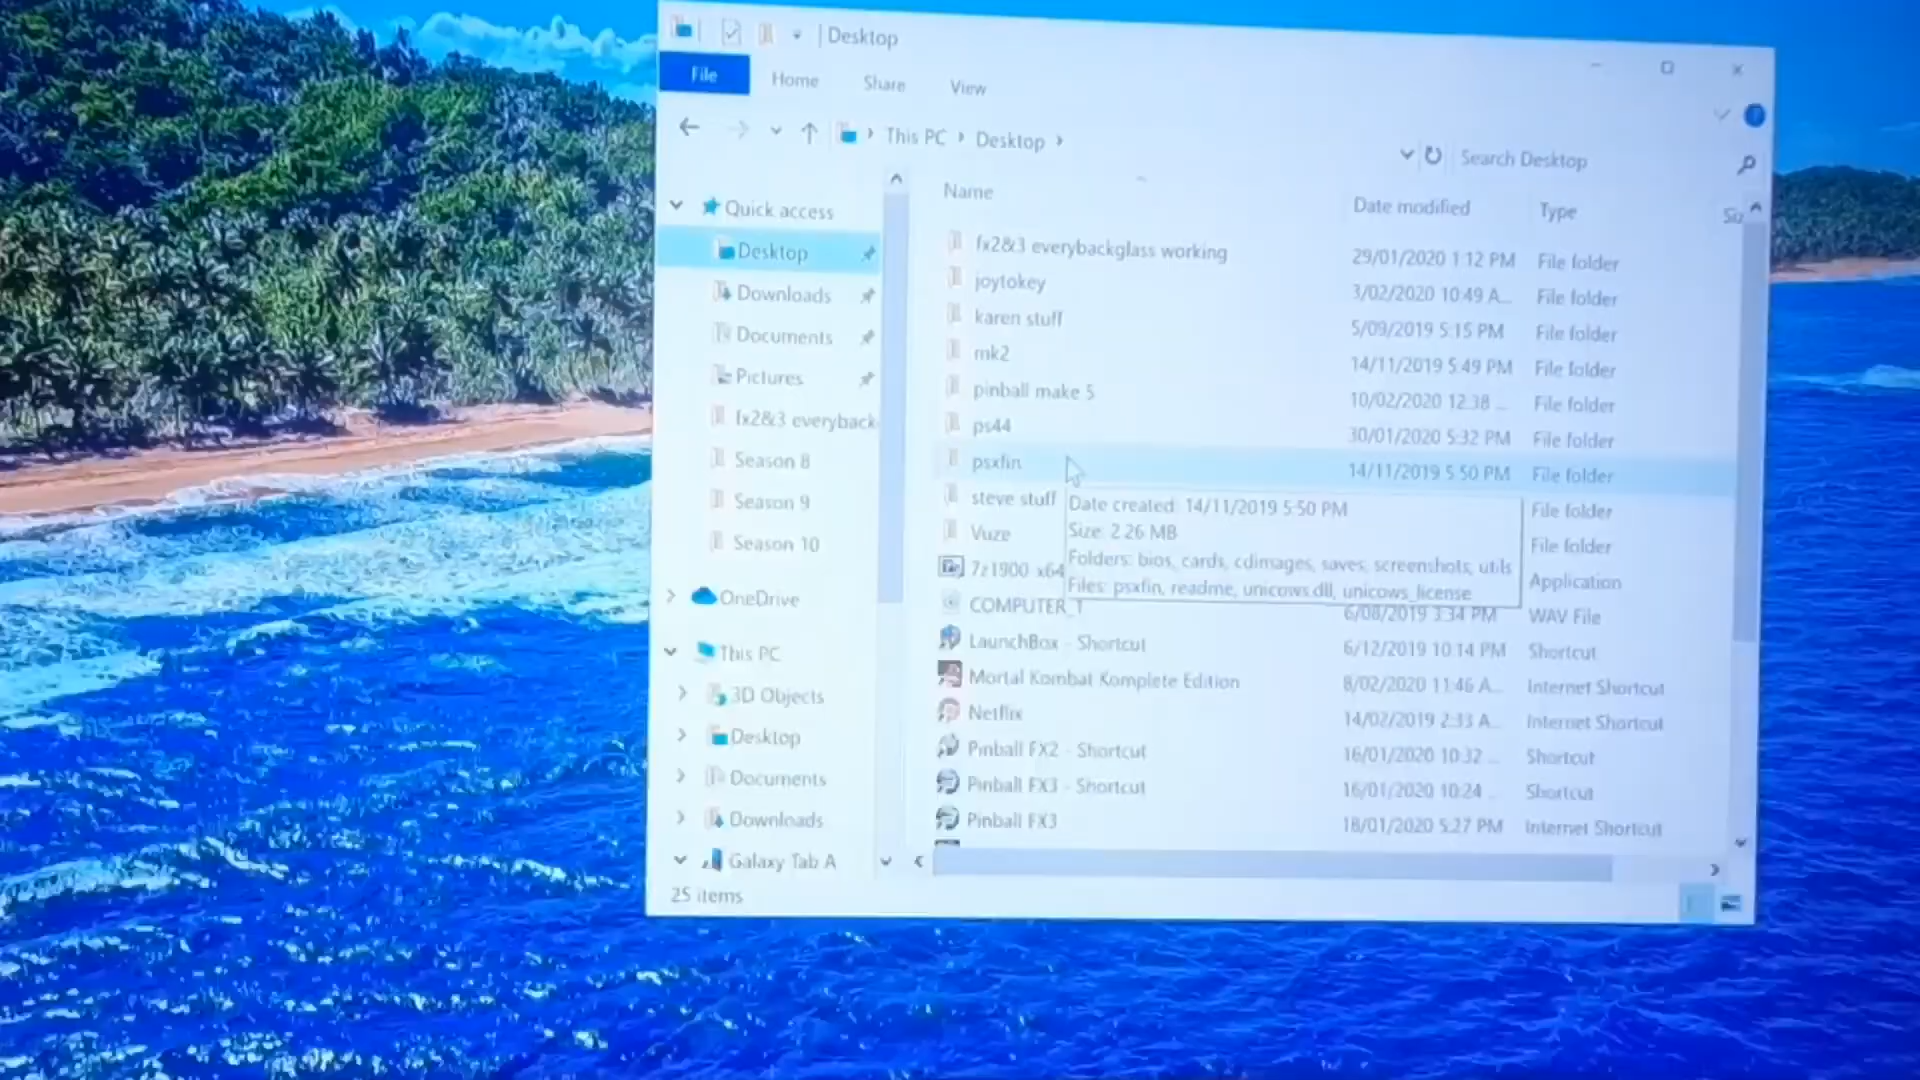 Desktop
File Home Share View
This PC Desktop
Search Desktop
Name Date modified Type
Quick access
Desktop
Downloads
Documents
Pictures
fx2&3 everyback
Season 8
Season 9
Season 10
OneDrive
This PC
3D Objects
Desktop
Documents
Downloads
Galaxy Tab A
25 items
fx2&3 everybackglass working 29/01/2020 1:12 PM File folder
joytokey 3/02/2020 10:49 A... File folder
karen stuff 5/09/2019 5:15 PM File folder
mk2 14/11/2019 5:49 PM File folder
pinball make 5 10/02/2020 12:38 ... File folder
ps44 30/01/2020 5:32 PM File folder
psxfin 14/11/2019 5:50 PM File folder
steve stuff File folder
Vuze File folder
7z1900 x64 Application
COMPUTER_1 6/08/2019 3:34 PM WAV File
LaunchBox - Shortcut 6/12/2019 10:14 PM Shortcut
Mortal Kombat Komplete Edition 8/02/2020 11:46 A... Internet Shortcut
Netflix 14/02/2019 2:33 A... Internet Shortcut
Pinball FX2 - Shortcut 16/01/2020 10:32 ... Shortcut
Pinball FX3 - Shortcut 16/01/2020 10:24 ... Shortcut
Pinball FX3 18/01/2020 5:27 PM Internet Shortcut
Date created: 14/11/2019 5:50 PM
Size: 2.26 MB
Folders: bios, cards, cdimages, saves, screenshots, utils
Files: psxfin, readme, unicows.dll, unicows_license